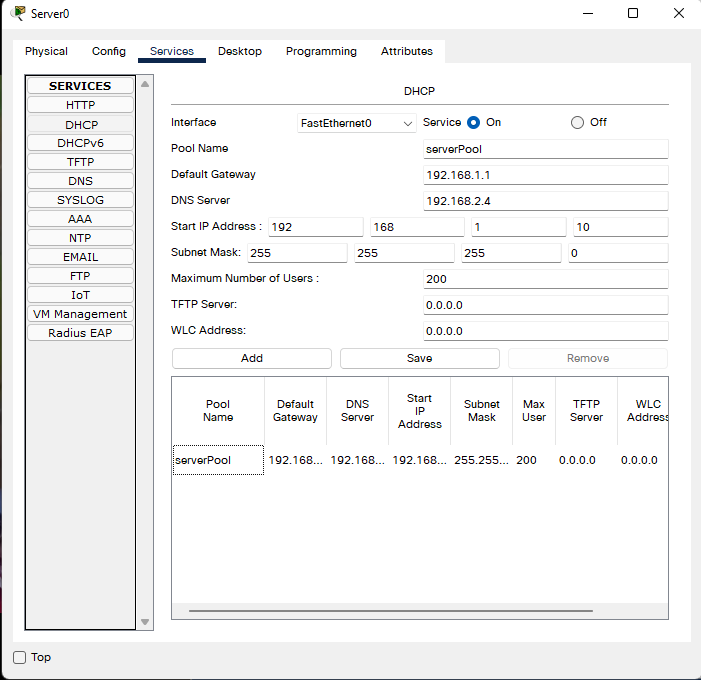 Server0
Physical Config Services Desktop Programming Attributes
SERVICES
HTTP
DHCP
DHCPv6
TFTP
DNS
SYSLOG
AAA
NTP
EMAIL
FTP
IoT
VM Management
Radius EAP
DHCP
Interface FastEthernet0 Service On Off
Pool Name serverPool
Default Gateway 192.168.1.1
DNS Server 192.168.2.4
Start IP Address : 192 168 1 10
Subnet Mask: 255 255 255 0
Maximum Number of Users : 200
TFTP Server: 0.0.0.0
WLC Address: 0.0.0.0
Add Save Remove
Pool Name Default Gateway DNS Server Start IP Address Subnet Mask Max User TFTP Server WLC Address
serverPool 192.168... 192.168... 192.168... 255.255... 200 0.0.0.0 0.0.0.0
Top